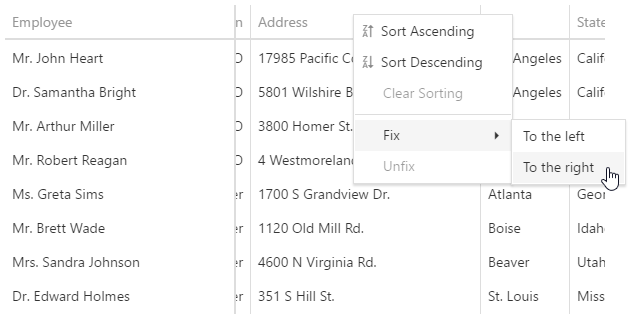 Employee n Address State
Sort Ascending
Mr. John Heart O 17985 Pacific Co Angeles Calif
Sort Descending
Dr. Samantha Bright O 5801 Wilshire B Angeles Calif
Clear Sorting
Mr. Arthur Miller O 3800 Homer St.
Fix To the left
Mr. Robert Reagan O 4 Westmoreland
Unfix To the right
Ms. Greta Sims er 1700 S Grandview Dr. Atlanta Geor
Mr. Brett Wade er 1120 Old Mill Rd. Boise Idah
Mrs. Sandra Johnson er 4600 N Virginia Rd. Beaver Utah
Dr. Edward Holmes er 351 S Hill St. St. Louis Miss